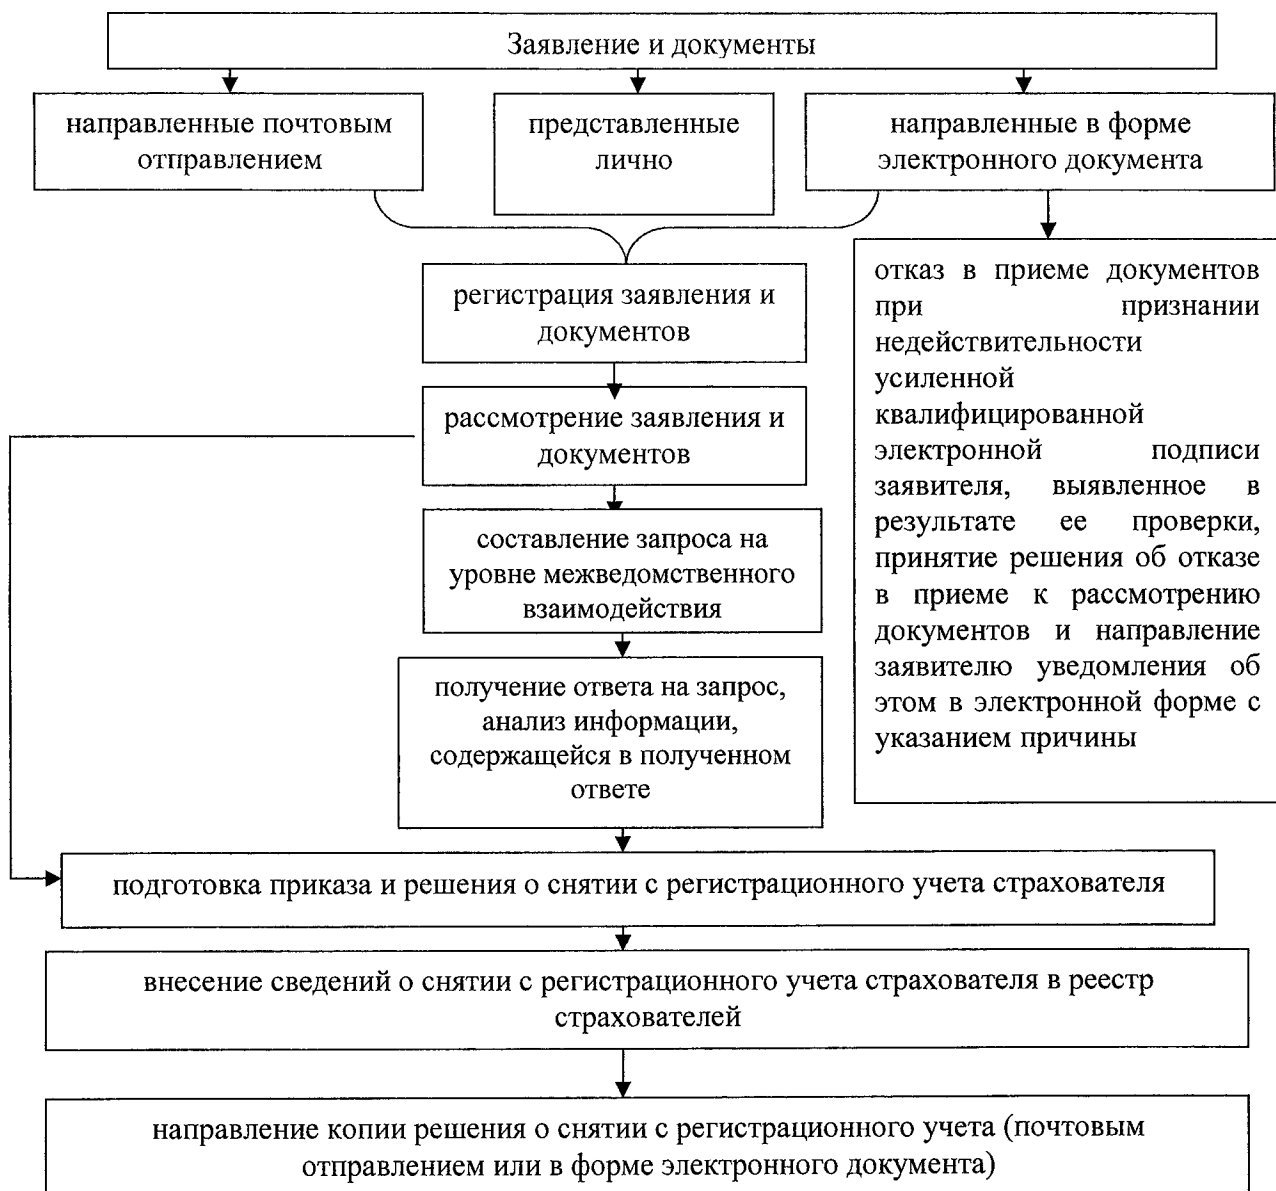 Заявление и документы
направленные почтовым
отправлением
представленные
лично
направленные в форме
электронного документа
регистрация заявления и
документов
рассмотрение заявления и
документов
составление запроса на
уровне межведомственного
взаимодействия
получение ответа на запрос,
анализ информации,
содержащейся в полученном
ответе
отказ в приеме документов
при признании
недействительности
усиленной
квалифицированной
электронной подписи
заявителя, выявленное в
результате ее проверки,
принятие решения об отказе
в приеме к рассмотрению
документов и направление
заявителю уведомления об
этом в электронной форме с
указанием причины
подготовка приказа и решения о снятии с регистрационного учета страхователя
внесение сведений о снятии с регистрационного учета страхователя в реестр
страхователей
направление копии решения о снятии с регистрационного учета (почтовым
отправлением или в форме электронного документа)